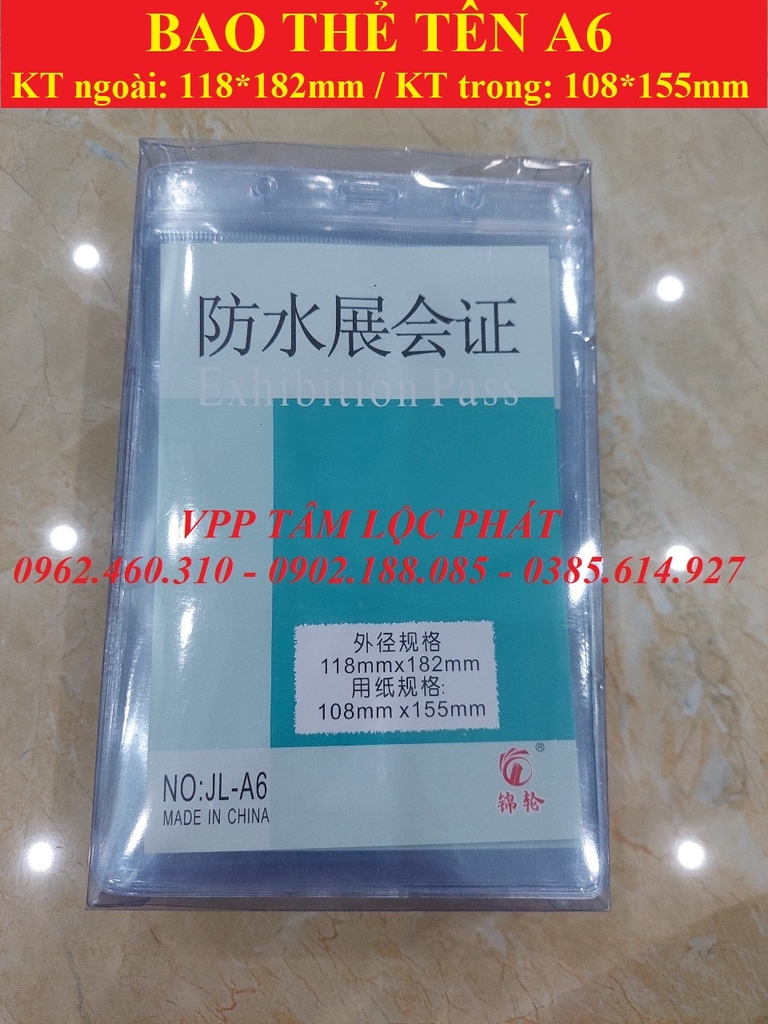 BAO THẺ TÊN A6
KT ngoài: 118*182mm / KT trong: 108*155mm
防水展会证
Exhibition Pass
VPP TÂM LỘC PHÁT
0962.460.310 - 0902.188.085 - 0385.614.927
外径规格
118mmx182mm
用纸规格:
108mm x155mm
NO:JL-A6
MADE IN CHINA
®
锦轮